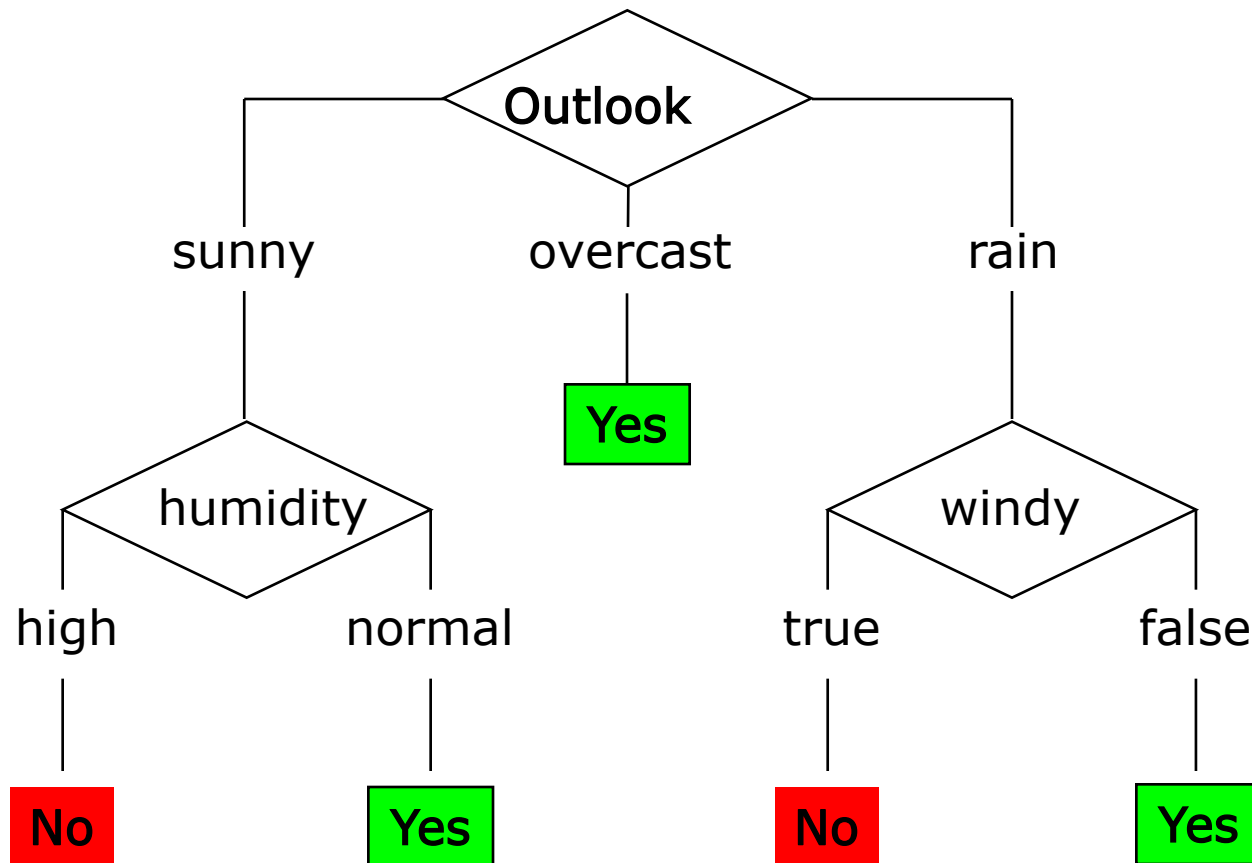 Outlook
sunny
overcast
rain
Yes
humidity
windy
high
normal
true
false
No
Yes
No
Yes